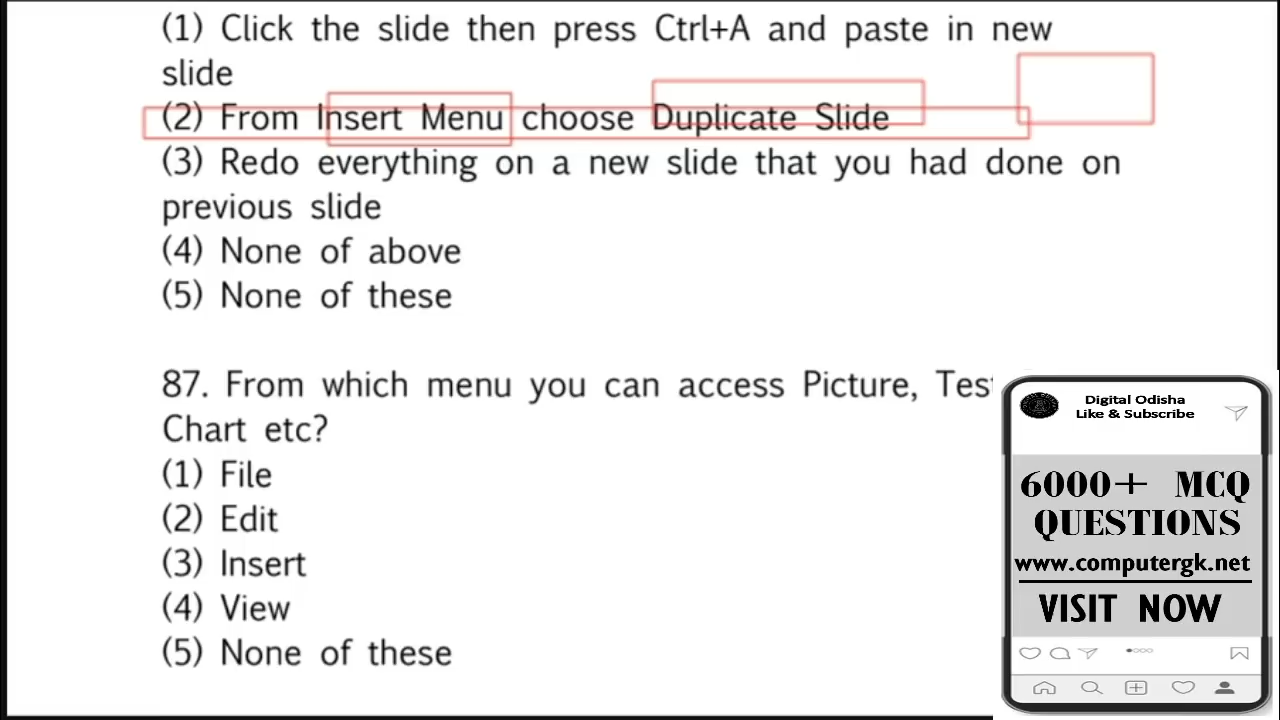 (1) Click the slide then press Ctrl+A and paste in new
slide
(2) From Insert Menu choose Duplicate Slide
(3) Redo everything on a new slide that you had done on
previous slide
(4) None of above
(5) None of these
87. From which menu you can access Picture, Test
Chart etc?
(1) File
(2) Edit
(3) Insert
(4) View
(5) None of these
Digital Odisha
Like & Subscribe
6000+ MCQ
QUESTIONS
www.computergk.net
VISIT NOW